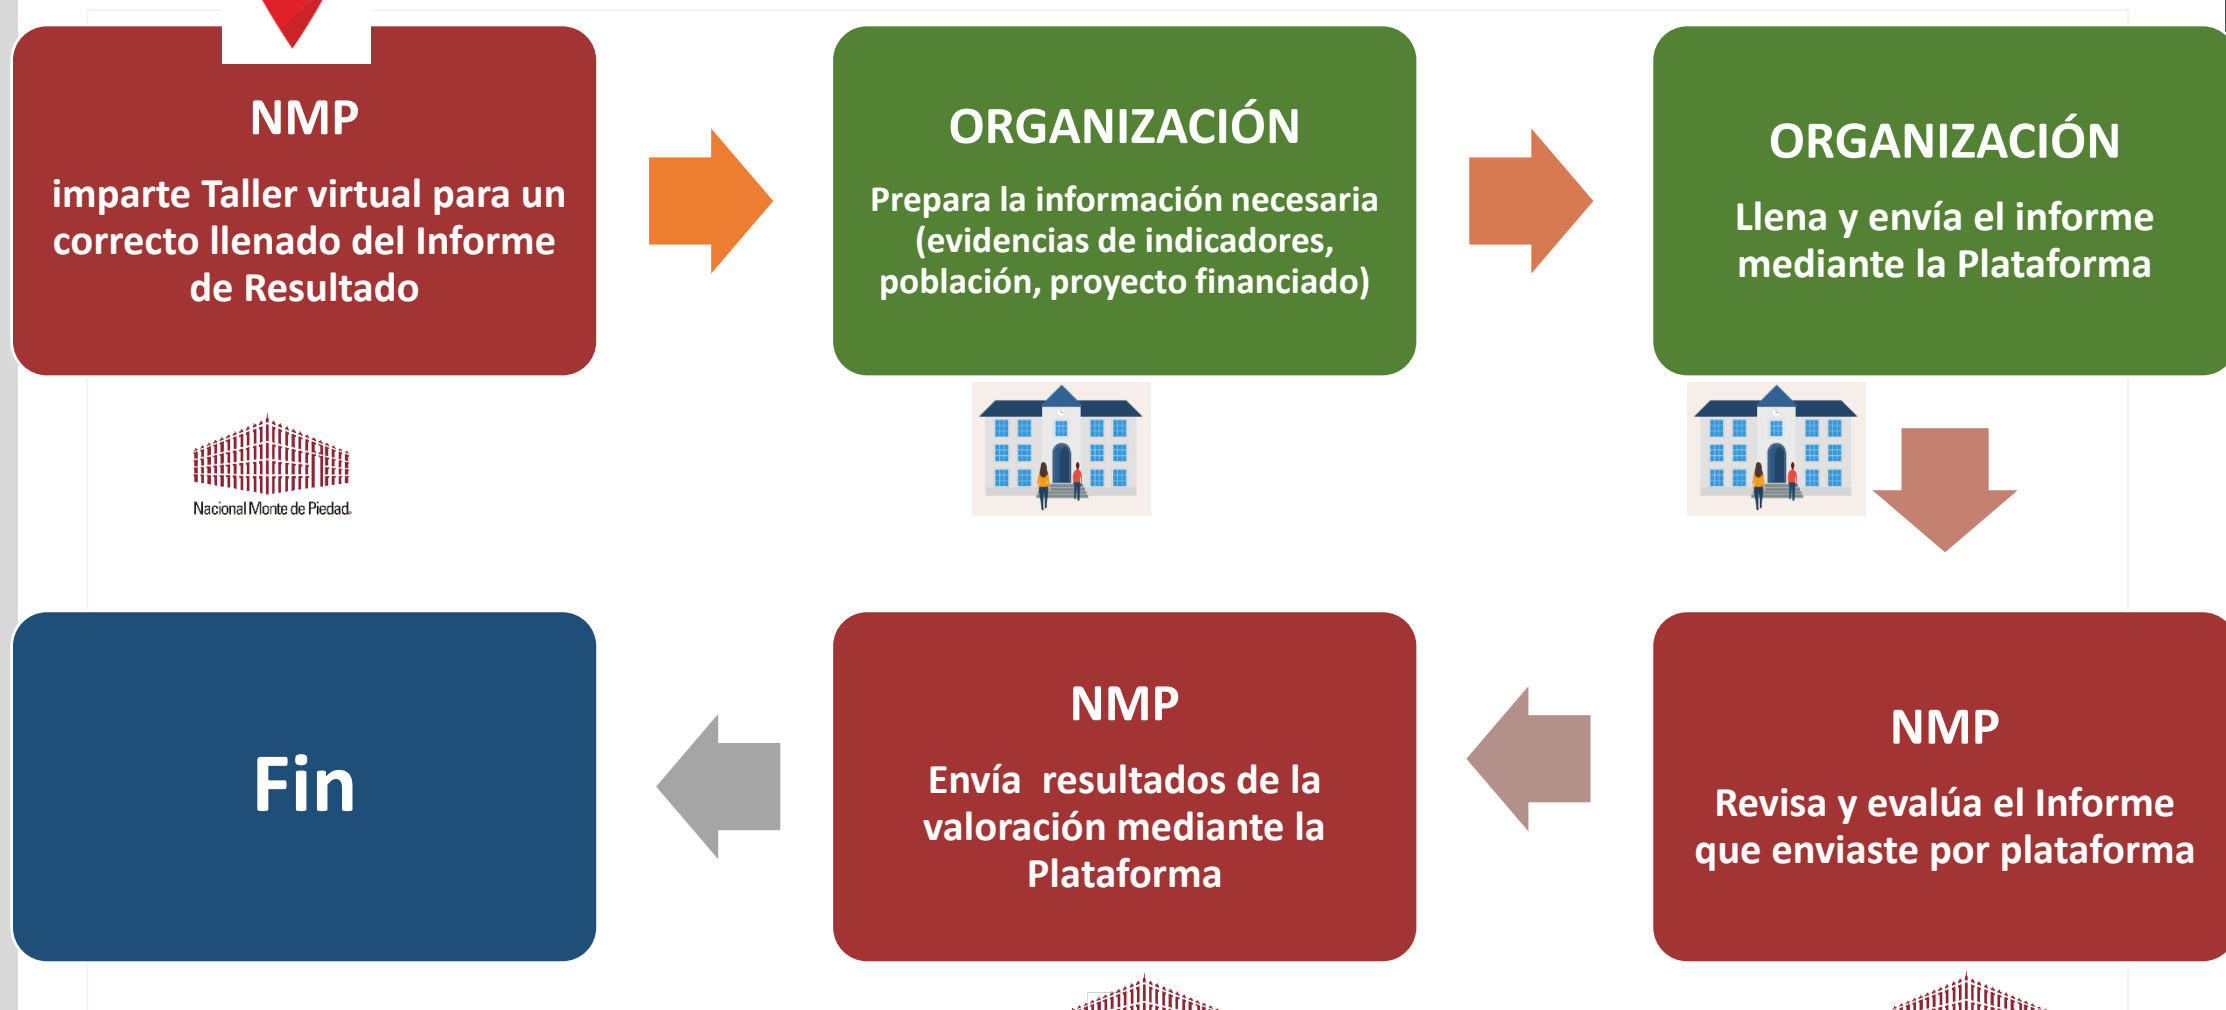 NMP
imparte Taller virtual para un
correcto llenado del Informe
de Resultado
ORGANIZACIÓN
Prepara la información necesaria
(evidencias de indicadores,
población, proyecto financiado)
ORGANIZACIÓN
Llena y envía el informe
mediante la Plataforma
Nacional Monte de Piedad.
NMP
Revisa y evalúa el Informe
que enviaste por plataforma
NMP
Envía resultados de la
valoración mediante la
Plataforma
Fin